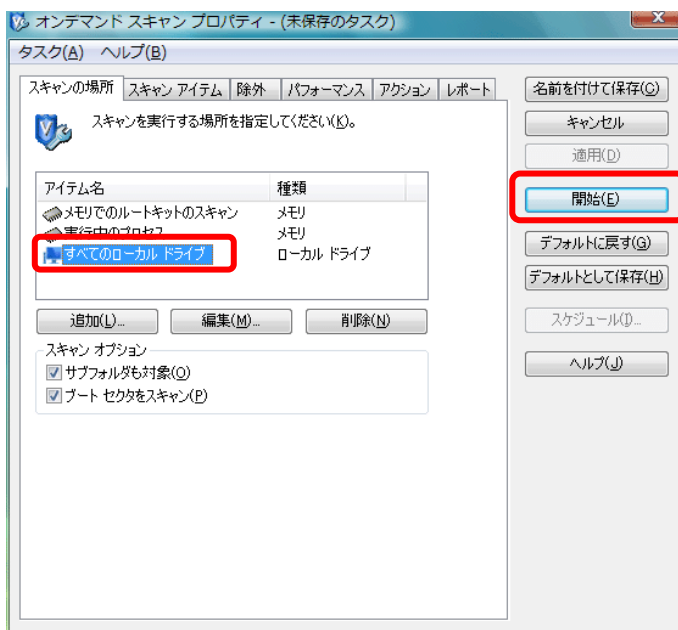 オンデマンド スキャン プロパティ - (未保存のタスク)
タスク(A) ヘルプ(B)
スキャンの場所 スキャン アイテム 除外 パフォーマンス アクション レポート
スキャンを実行する場所を指定してください(K)。
アイテム名 種類
メモリでのルートキットのスキャン メモリ
実行中のプロセス メモリ
すべてのローカル ドライブ ローカル ドライブ
追加(L)... 編集(M)... 削除(N)
スキャン オプション
サブフォルダも対象(O)
ブート セクタをスキャン(P)
名前を付けて保存(C)
キャンセル
適用(D)
開始(E)
デフォルトに戻す(G)
デフォルトとして保存(H)
スケジュール(I)...
ヘルプ(J)